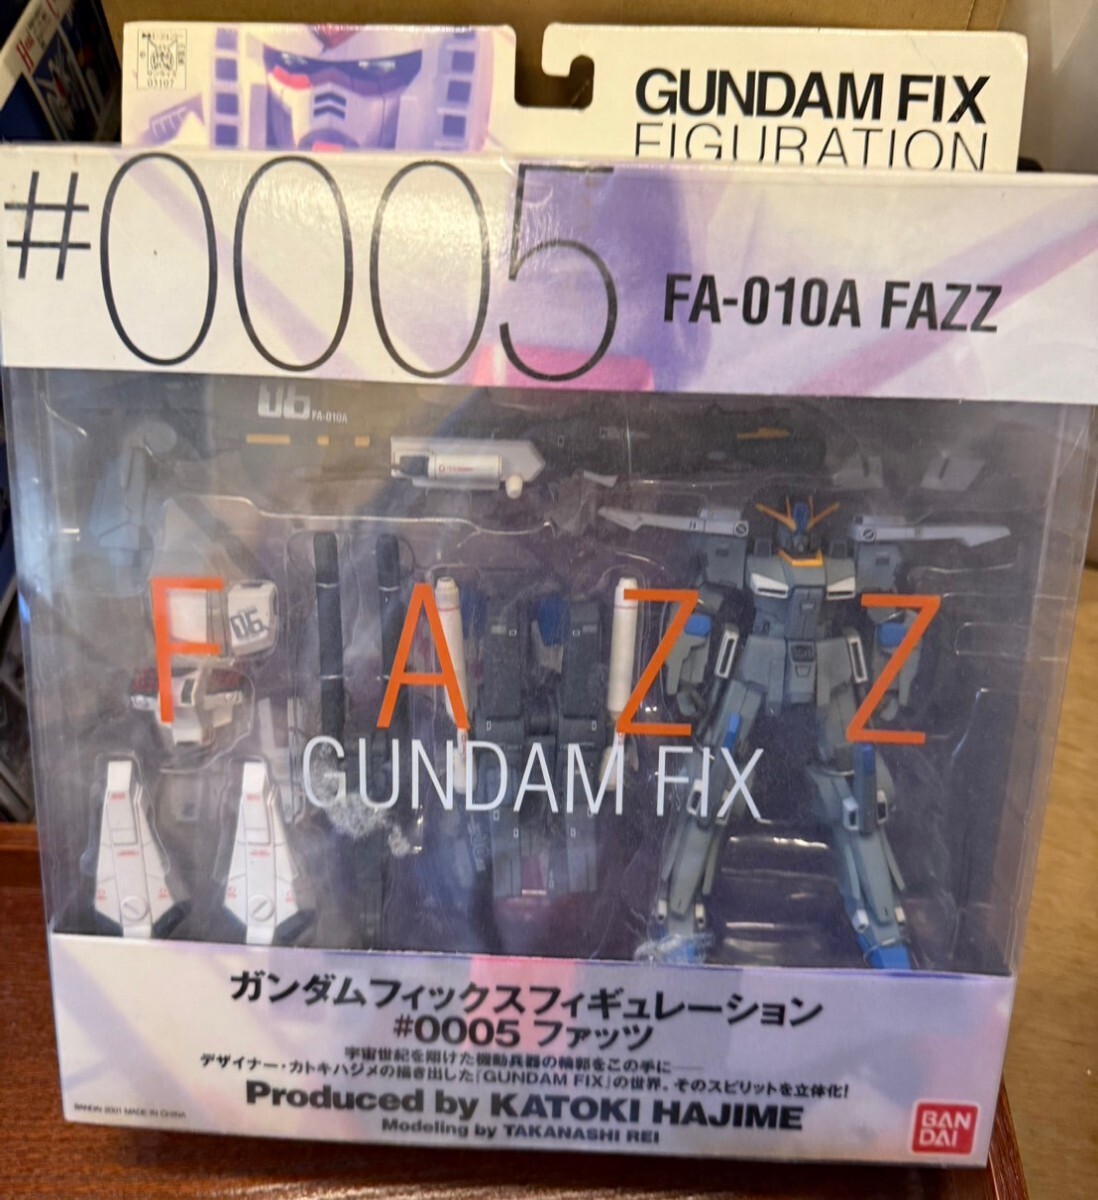 03107
GUNDAM FIX
FIGURATION
#0005
FA-010A FAZZ
06 FA-010A
06
FAZZ
GUNDAM FIX
ガンダムフィックスフィギュレーション
#0005 ファッツ
宇宙世紀を翔けた機動兵器の輪郭をこの手に――
デザイナー・カトキハジメの描き出した「GUNDAM FIX」の世界。そのスピリットを立体化!
Produced by KATOKI HAJIME
Modeling by TAKANASHI REI
BANDAI 2001 MADE IN CHINA
BAN
DAI